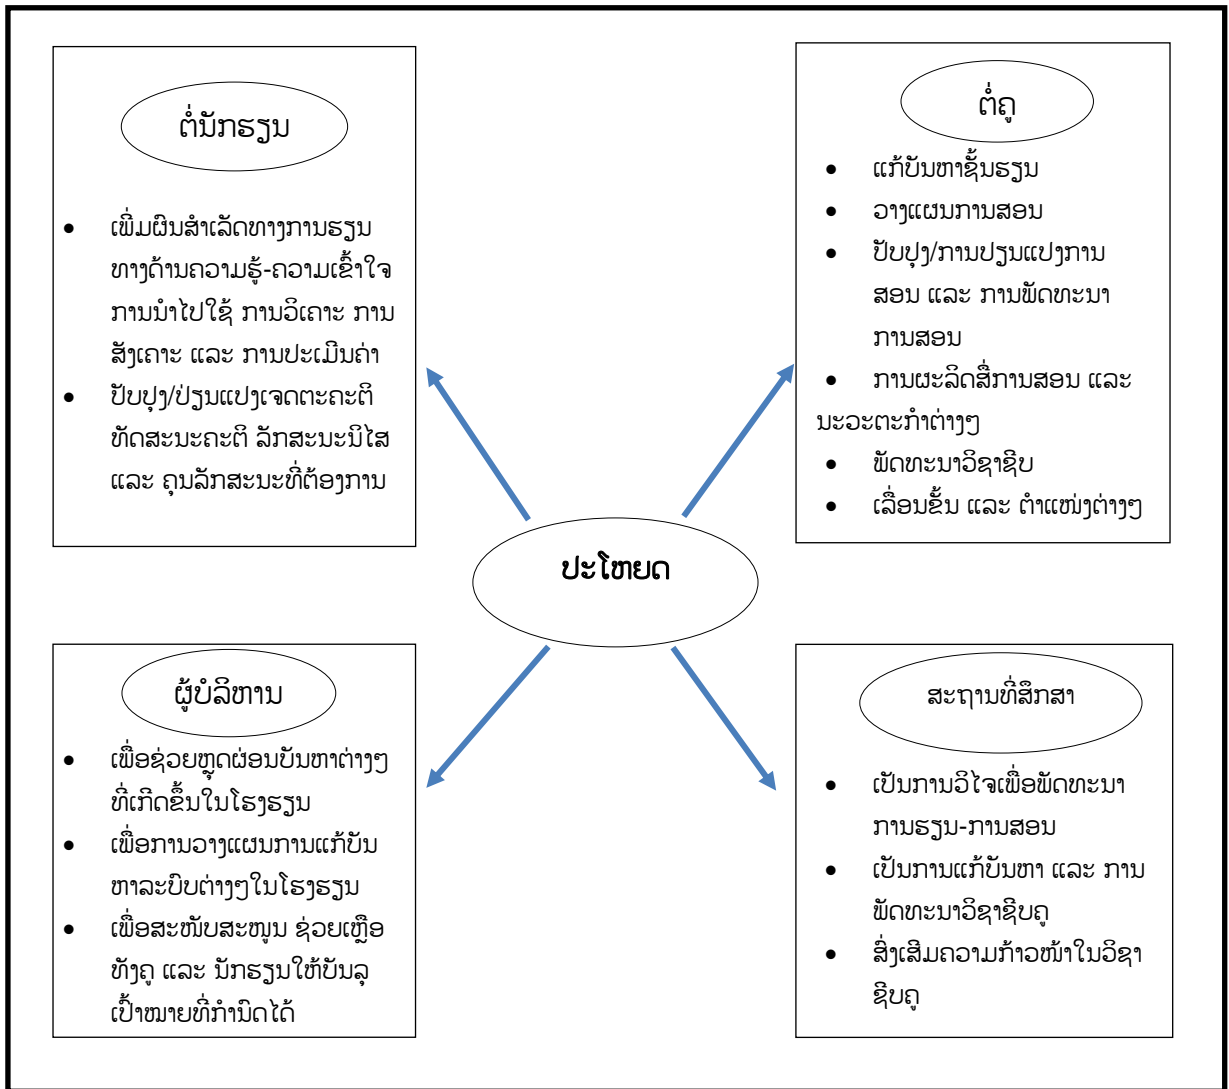 ຕໍ່ນັກຮຽນ
• ເພີ່ມຜົນສໍາເລັດທາງການຮຽນ
ທາງດ້ານຄວາມຮູ້-ຄວາມເຂົ້າໃຈ
ການນໍາໄປໃຊ້ ການວິເຄາະ ການ
ສັງເຄາະ ແລະ ການປະເມີນຄ່າ
• ປັບປຸງ/ປ່ຽນແປງເຈດຕະຄະຕິ
ທັດສະນະຄະຕິ ລັກສະນະນິໄສ
ແລະ ຄຸນລັກສະນະທີ່ຕ້ອງການ
ຕໍ່ຄູ
• ແກ້ບັນຫາຊັ້ນຮຽນ
• ວາງແຜນການສອນ
• ປັບປຸງ/ການປຽນແປງການ
ສອນ ແລະ ການພັດທະນາ
ການສອນ
• ການຜະລິດສື່ການສອນ ແລະ
ນະວະຕະກໍາຕ່າງໆ
• ພັດທະນາວິຊາຊີບ
• ເລື່ອນຂັ້ນ ແລະ ຕໍາແໜ່ງຕ່າງໆ
ປະໂຫຍດ
ຜູ້ບໍລິຫານ
• ເພື່ອຊ່ວຍຫຼຸດຜ່ອນບັນຫາຕ່າງໆ
ທີ່ເກີດຂຶ້ນໃນໂຮງຮຽນ
• ເພື່ອການວາງແຜນການແກ້ບັນ
ຫາລະບົບຕ່າງໆໃນໂຮງຮຽນ
• ເພື່ອສະໜັບສະໜູນ ຊ່ວຍເຫຼືອ
ທັງຄູ ແລະ ນັກຮຽນໃຫ້ບັນລຸ
ເປົ້າໝາຍທີ່ກໍານົດໄດ້
ສະຖານທີ່ສຶກສາ
• ເປັນການວິໄຈເພື່ອພັດທະນາ
ການຮຽນ-ການສອນ
• ເປັນການແກ້ບັນຫາ ແລະ ການ
ພັດທະນາວິຊາຊີບຄູ
• ສົ່ງເສີມຄວາມກ້າວໜ້າໃນວິຊາ
ຊີບຄູ